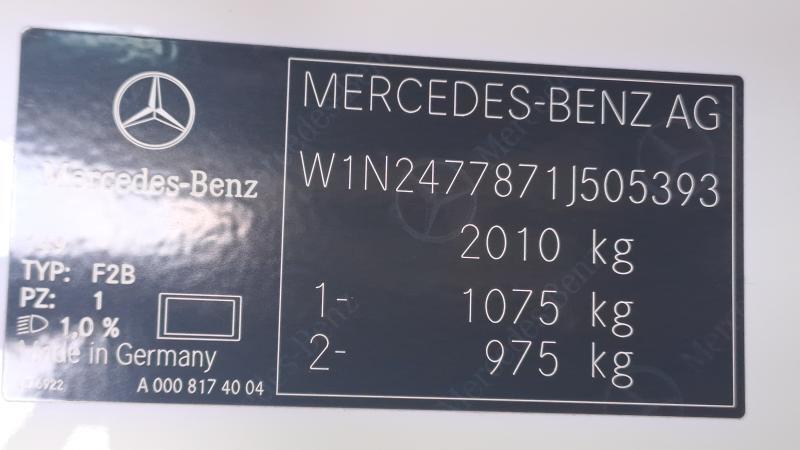 Mercedes-Benz
TYP: F2B
PZ: 1
1,0 %
Made in Germany
A 000 817 40 04
MERCEDES-BENZ AG
W1N2477871J505393
2010 kg
1- 1075 kg
2- 975 kg